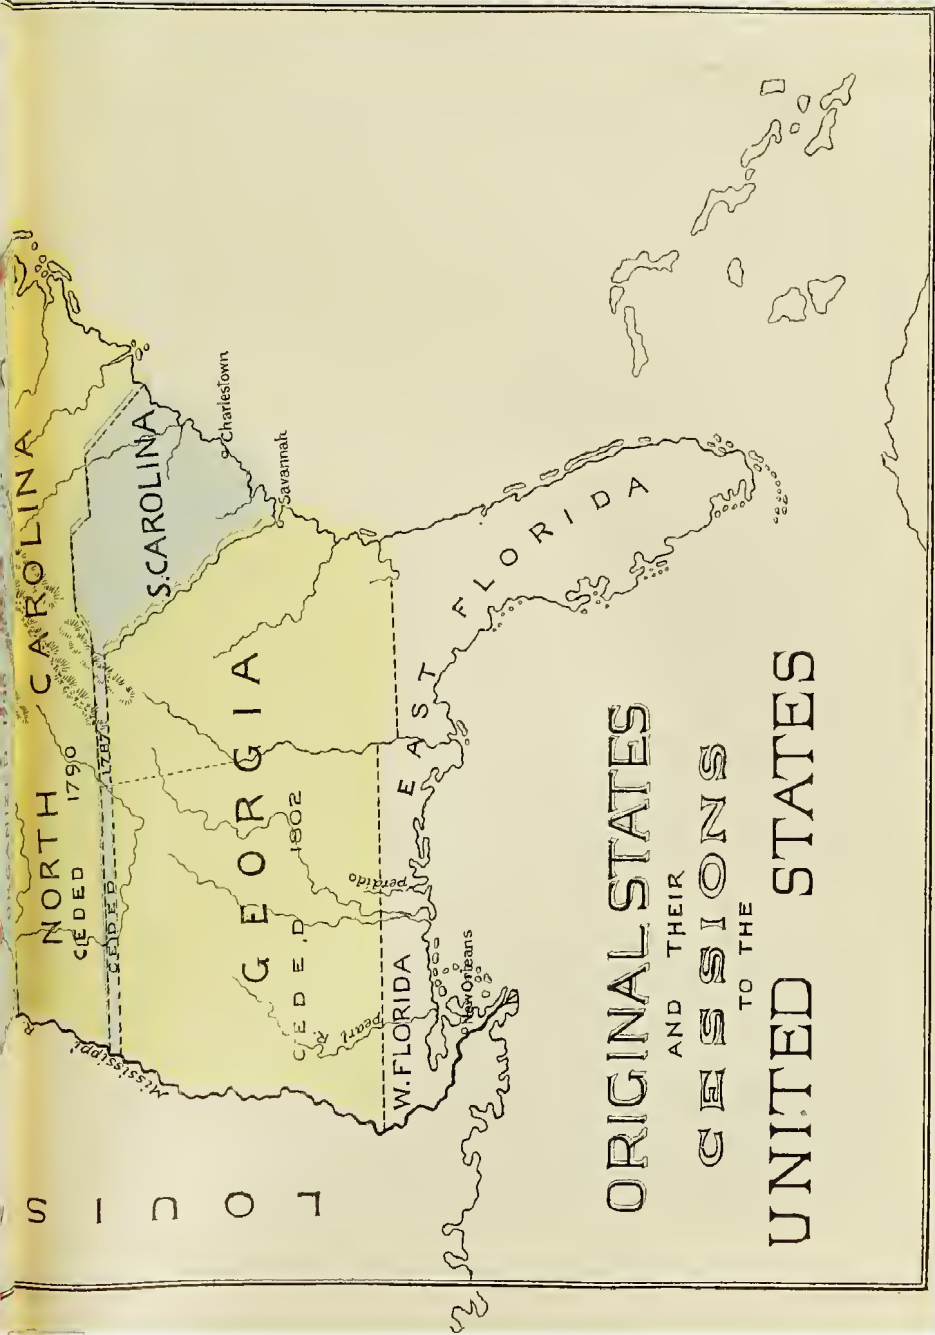 ORIGINAL STATES
AND THEIR
CESSIONS
TO THE
UNITED STATES
NORTH CAROLINA
CEDED 1790
CEDED 1787
S. CAROLINA
Charlestown
Savannah
GEORGIA
CEDED 1802
Mississippi
R
Pearl R.
Perdido
W. FLORIDA
New Orleans
EAST FLORIDA
LOUIS